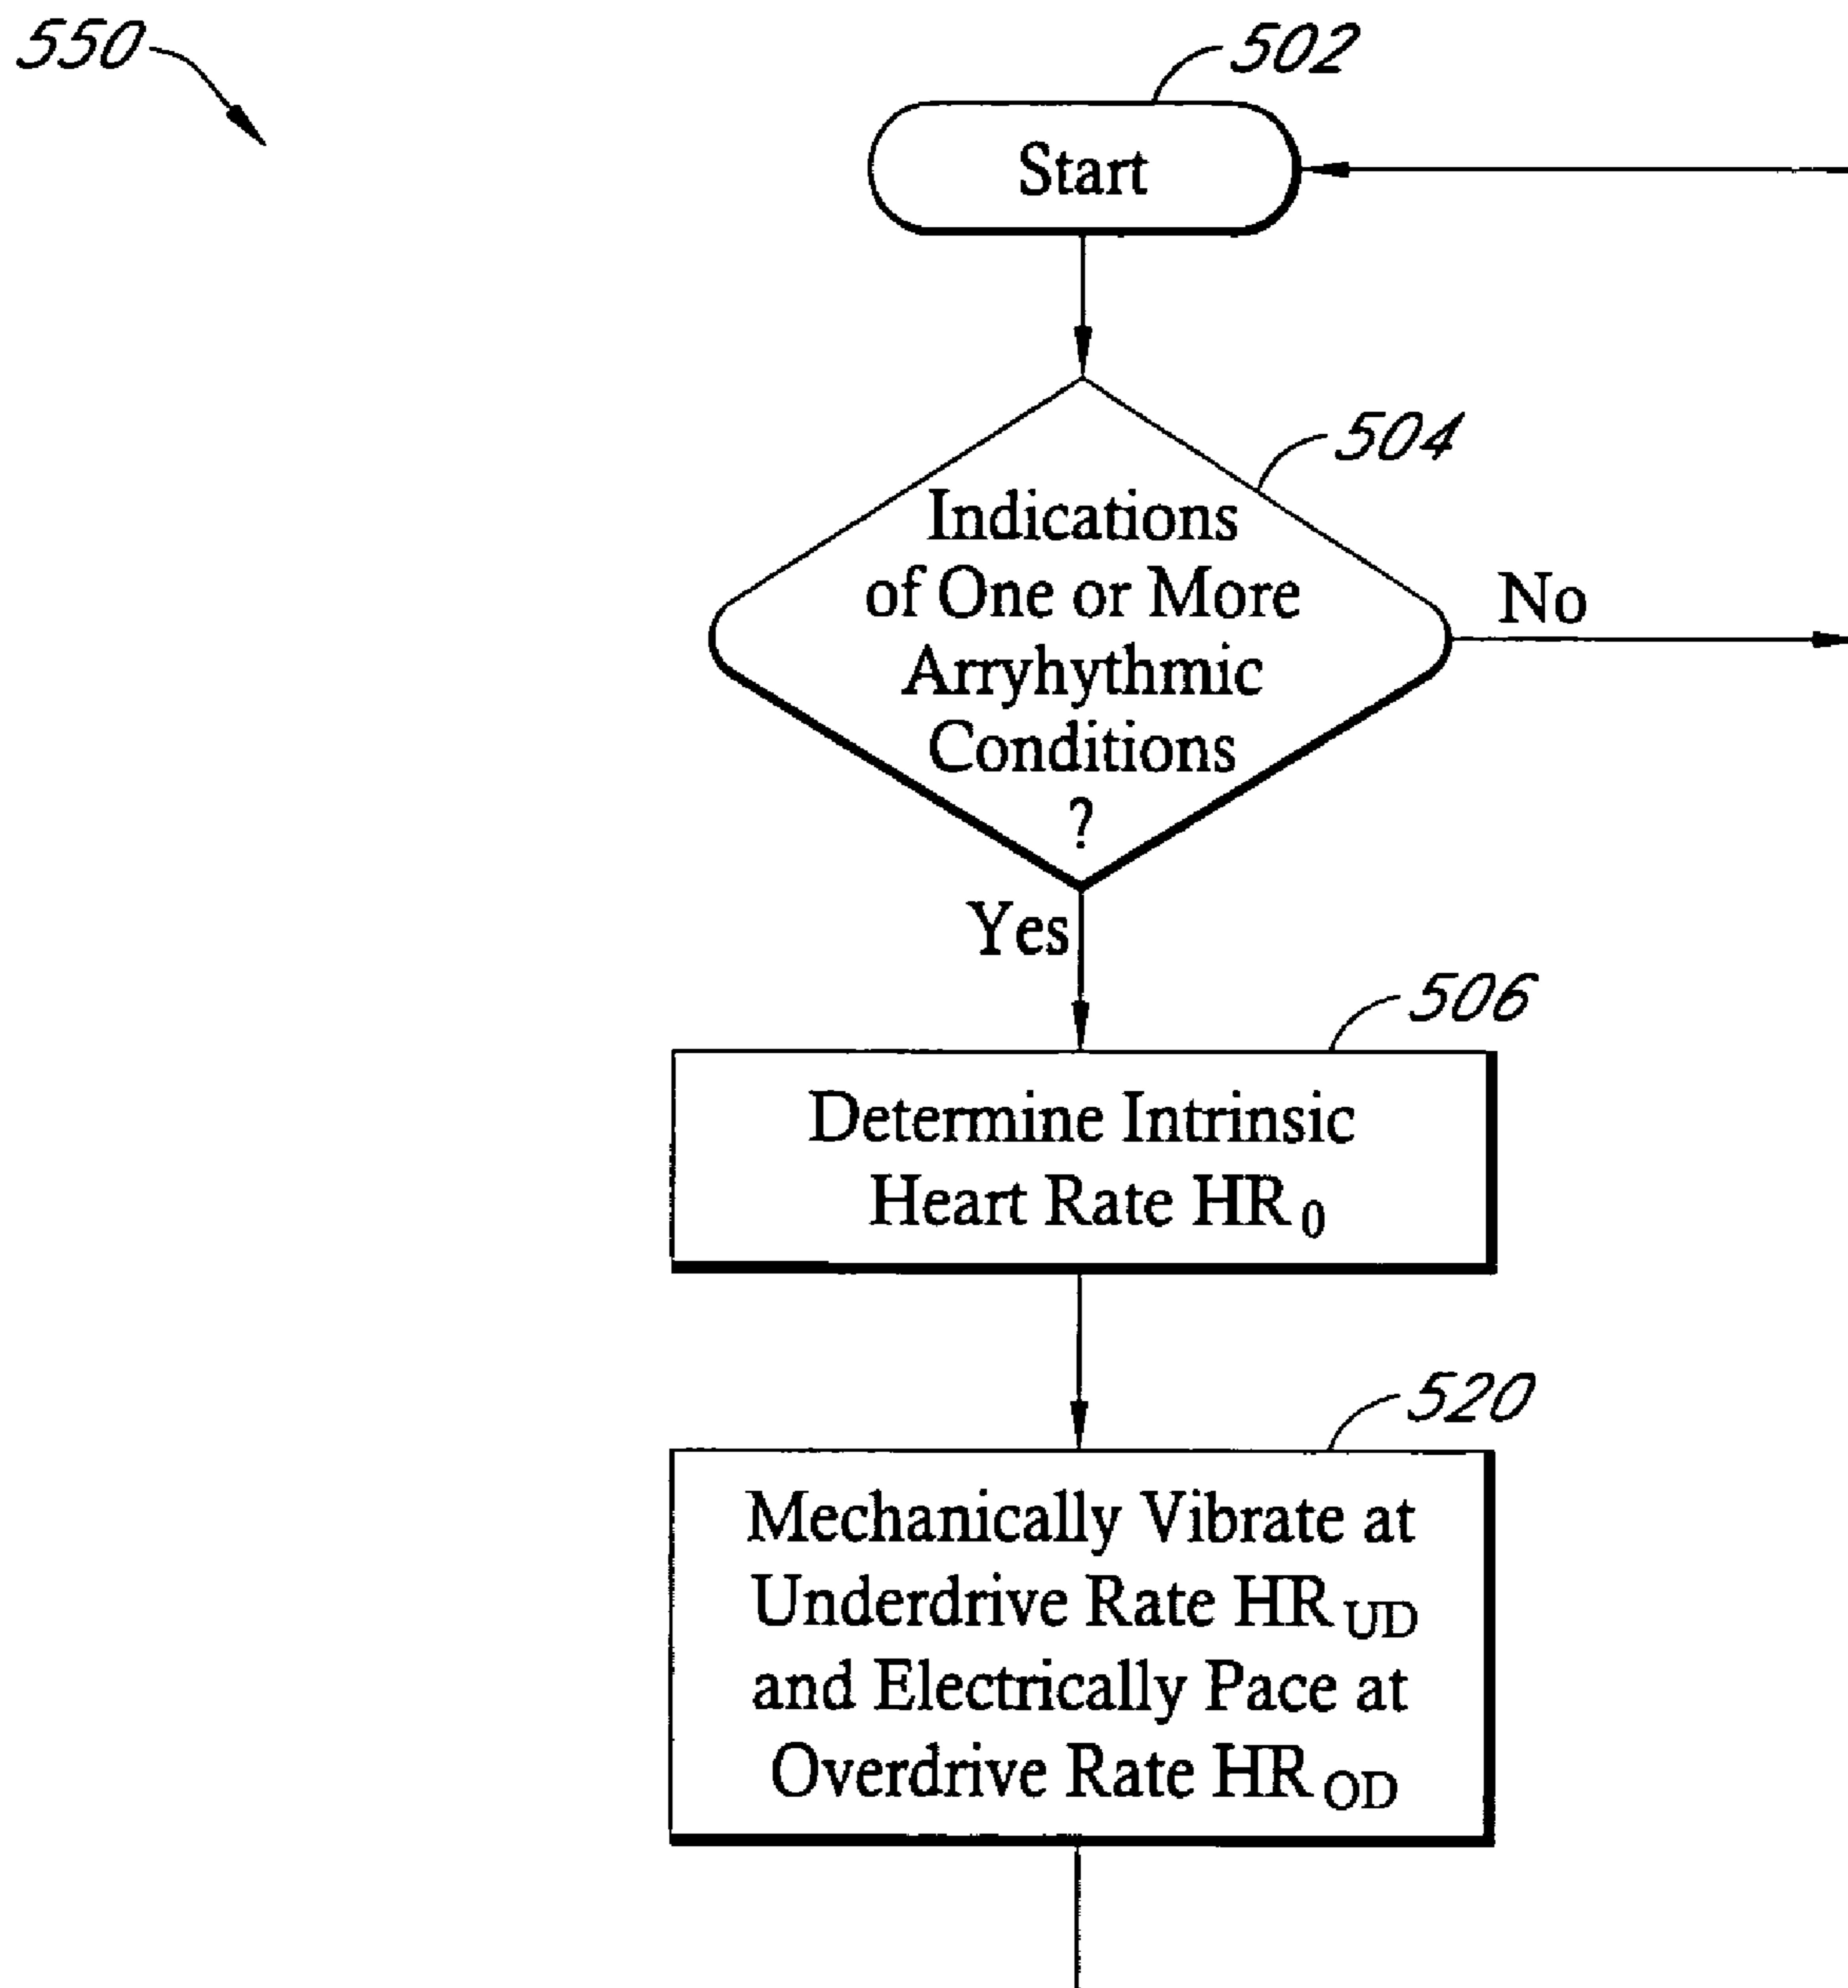 550
502
Start
504
Indications
of One or More
Arryhythmic
Conditions
?
No
Yes
506
Determine Intrinsic
Heart Rate HR0
520
Mechanically Vibrate at
Underdrive Rate HRUD
and Electrically Pace at
Overdrive Rate HROD